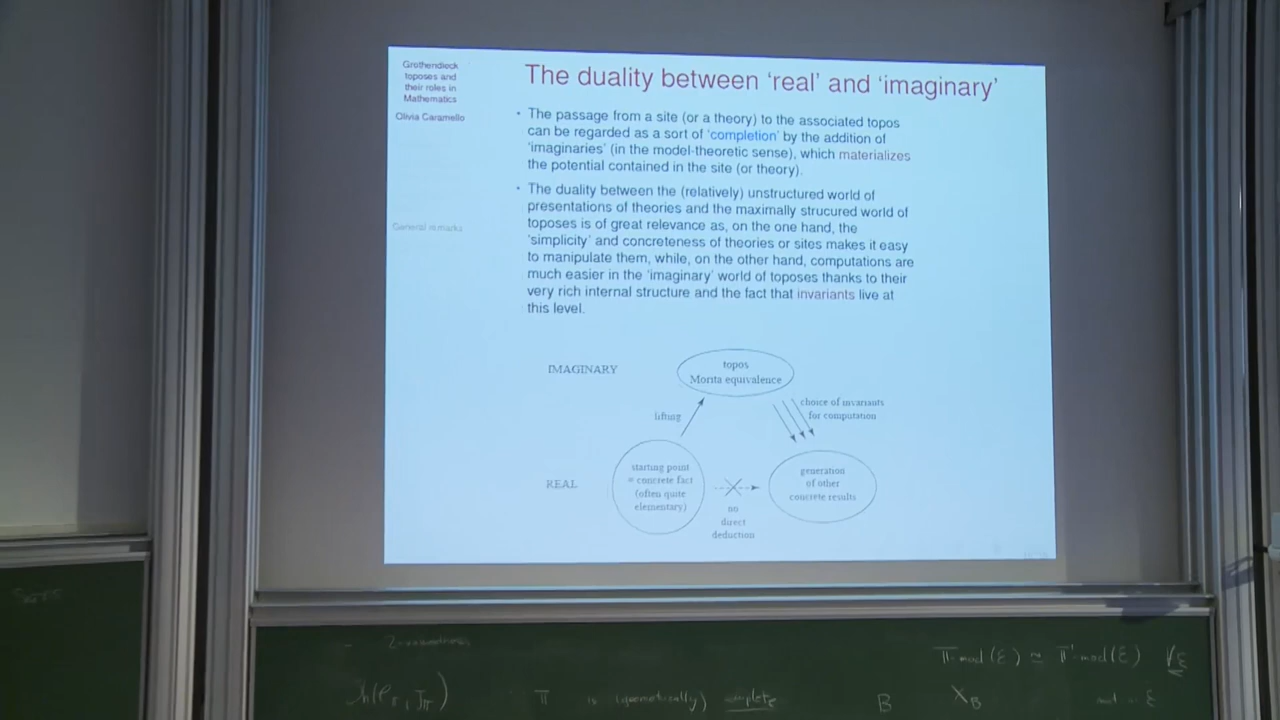 Grothendieck
toposes and
their roles in
Mathematics
Olivia Caramello
General remarks
The duality between ‘real’ and ‘imaginary’
• The passage from a site (or a theory) to the associated topos
can be regarded as a sort of ‘completion’ by the addition of
‘imaginaries’ (in the model-theoretic sense), which materializes
the potential contained in the site (or theory).
• The duality between the (relatively) unstructured world of
presentations of theories and the maximally strucured world of
toposes is of great relevance as, on the one hand, the
‘simplicity’ and concreteness of theories or sites makes it easy
to manipulate them, while, on the other hand, computations are
much easier in the ‘imaginary’ world of toposes thanks to their
very rich internal structure and the fact that invariants live at
this level.
IMAGINARY
topos
Morita equivalence
lifting
choice of invariants
for computation
REAL
starting point
= concrete fact
(often quite
elementary)
no
direct
deduction
generation
of other
concrete results
𝕋-mod(ℰ) ≃ 𝕋'-mod(ℰ) ∀ℰ
𝕋 is (geometrically) complete
B X_B